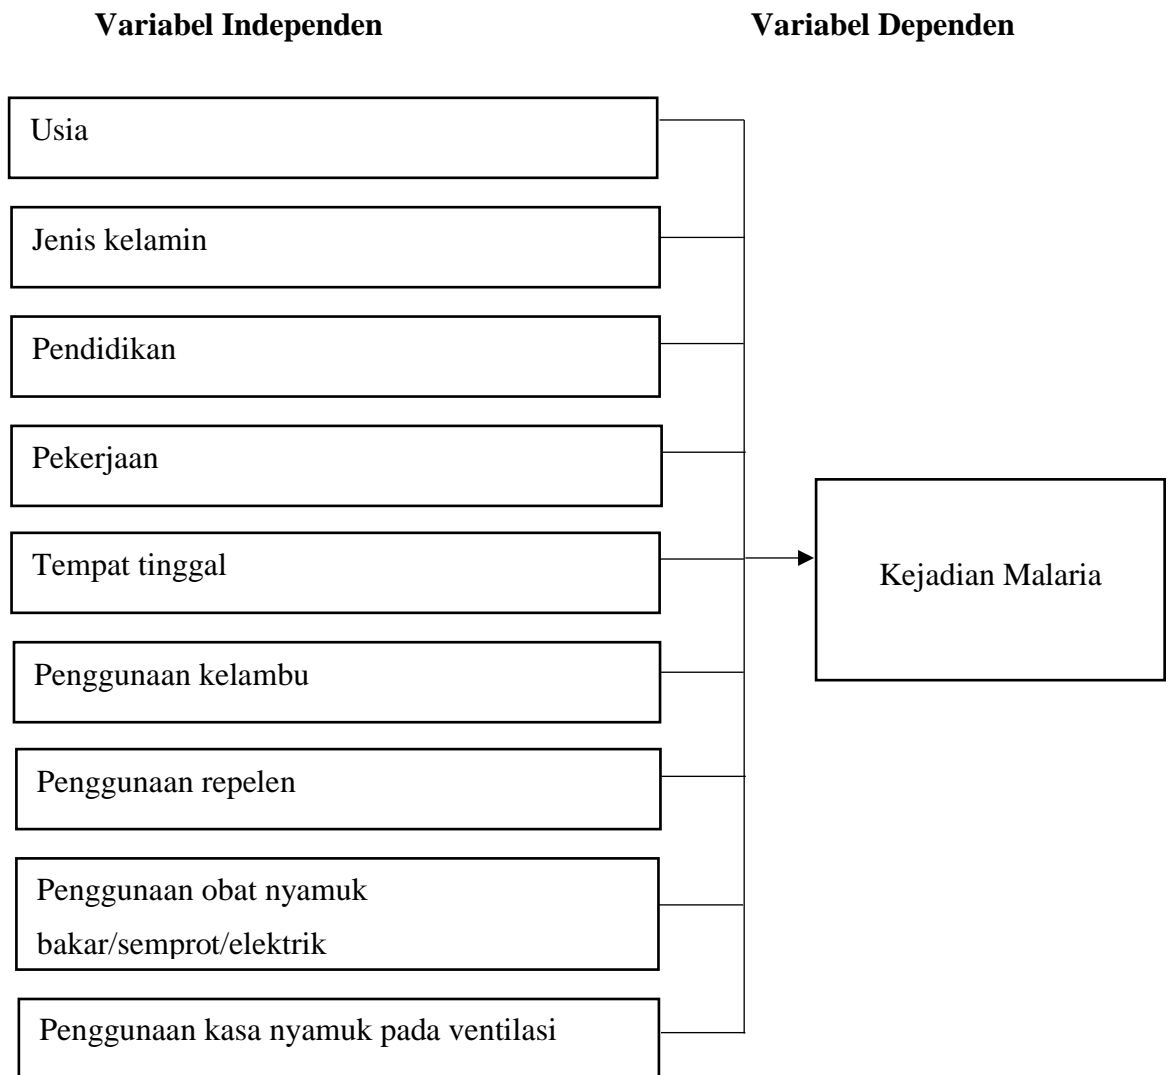 Variabel Independen
Variabel Dependen
Usia
Jenis kelamin
Pendidikan
Pekerjaan
Tempat tinggal
Penggunaan kelambu
Penggunaan repelen
Penggunaan obat nyamuk
bakar/semprot/elektrik
Penggunaan kasa nyamuk pada ventilasi
Kejadian Malaria